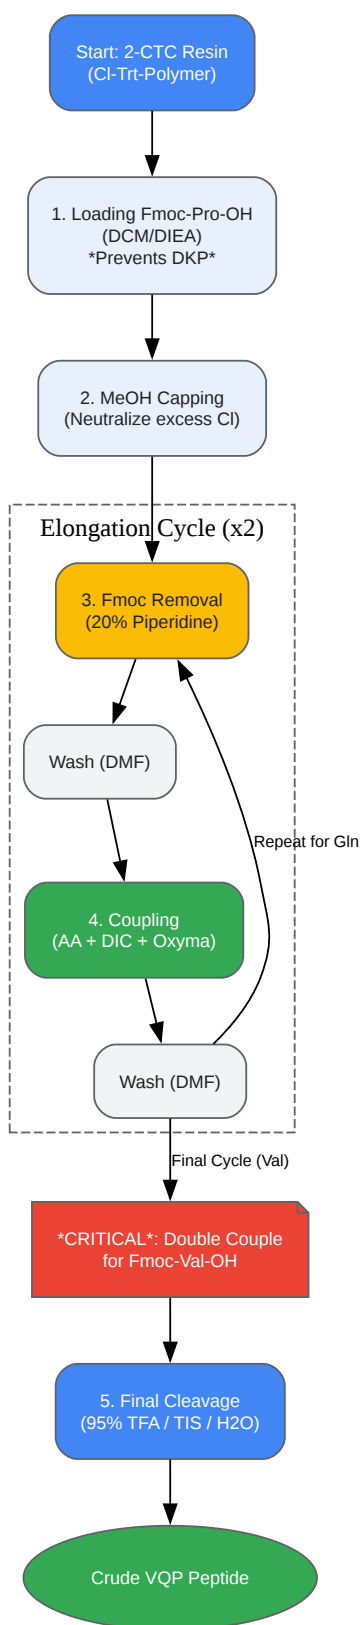 Start: 2-CTC Resin
(Cl-Trt-Polymer)
1. Loading Fmoc-Pro-OH
(DCM/DIEA)
*Prevents DKP*
2. MeOH Capping
(Neutralize excess Cl)
Elongation Cycle (x2)
3. Fmoc Removal
(20% Piperidine)
Wash (DMF)
Repeat for Gln
4. Coupling
(AA + DIC + Oxyma)
Wash (DMF)
Final Cycle (Val)
*CRITICAL*: Double Couple
for Fmoc-Val-OH
5. Final Cleavage
(95% TFA / TIS / H2O)
Crude VQP Peptide